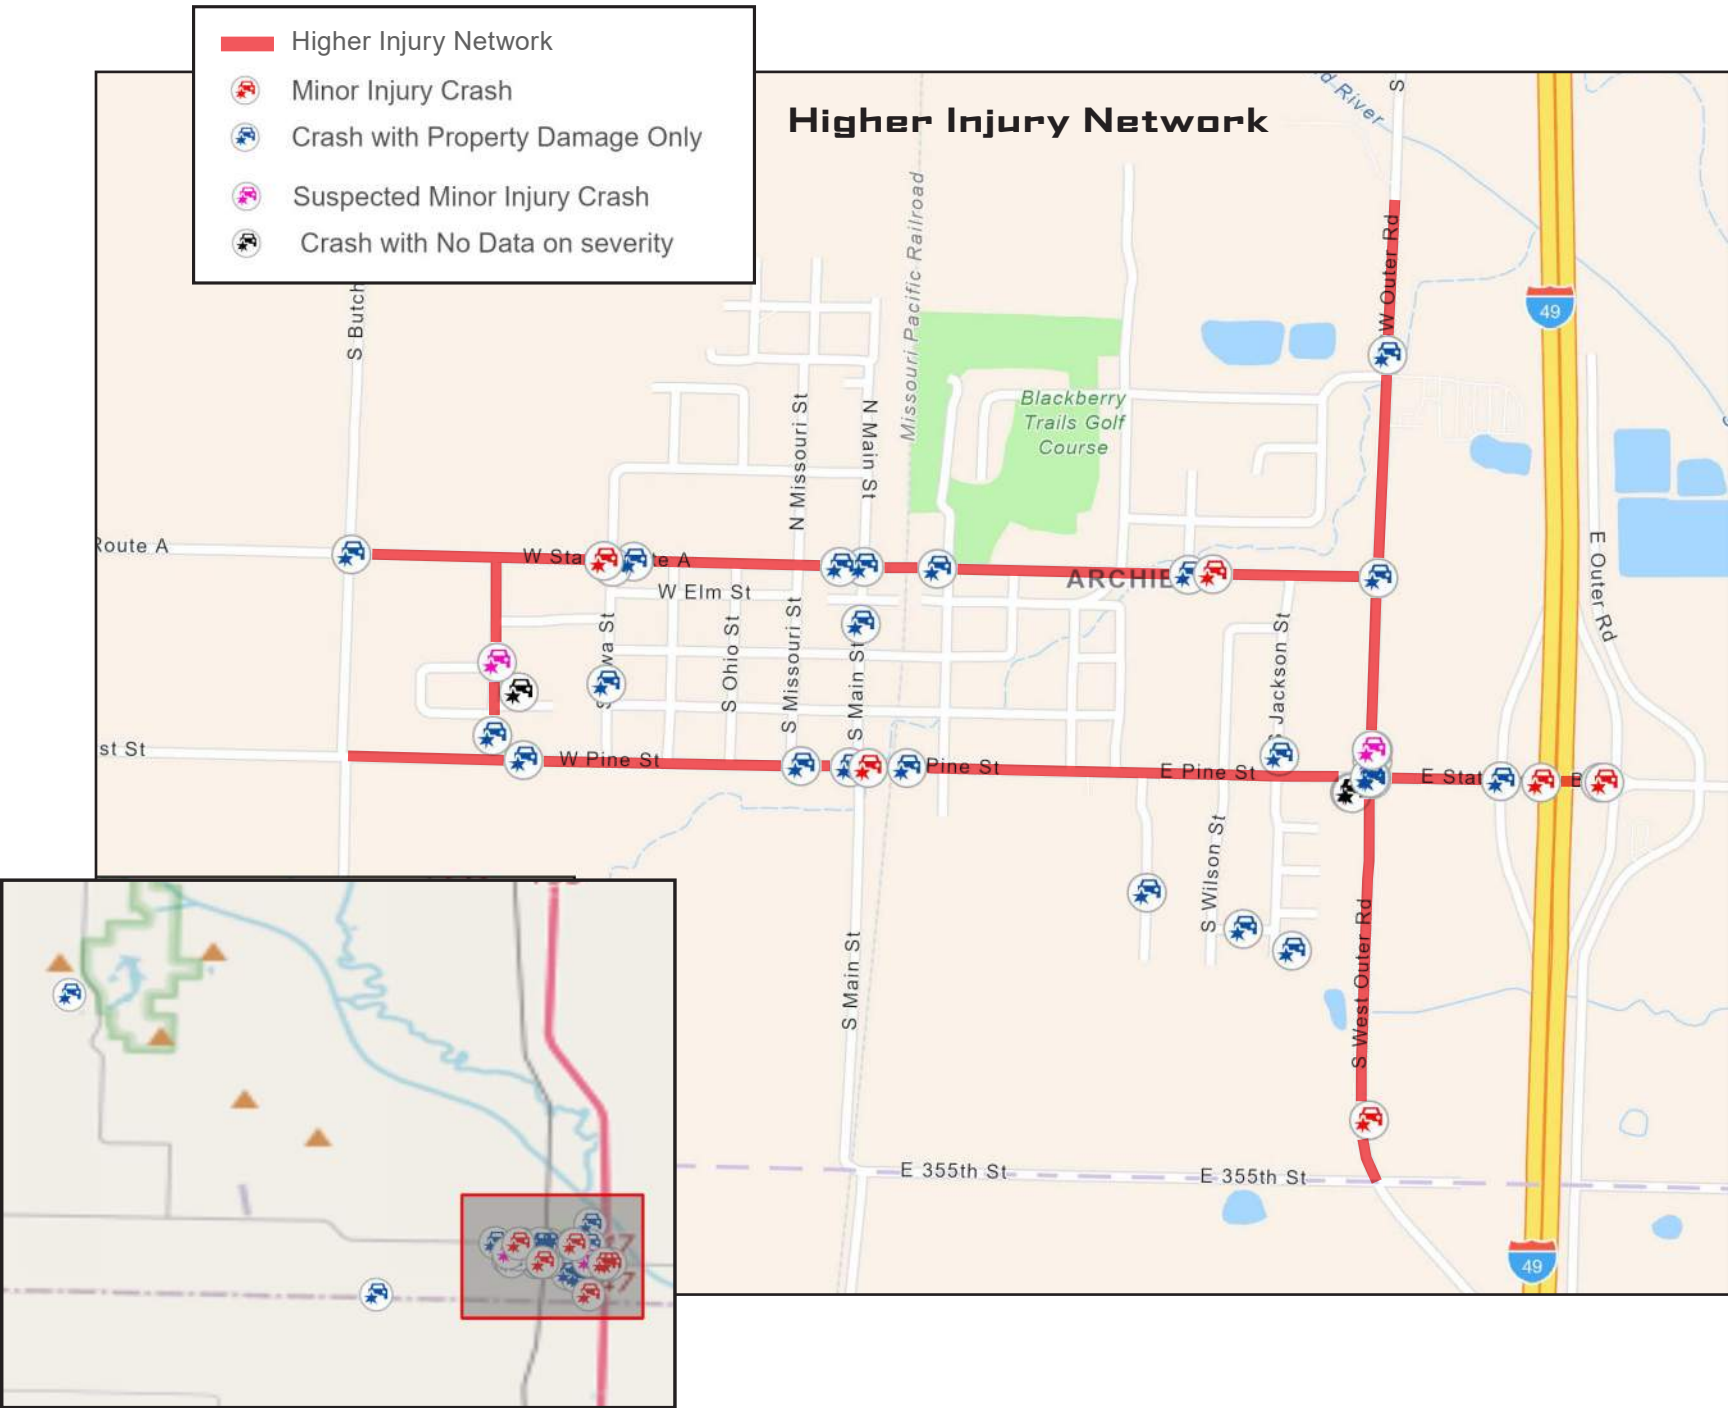 Higher Injury Network
Minor Injury Crash
Crash with Property Damage Only
Suspected Minor Injury Crash
Crash with No Data on severity
Higher Injury Network
S
W Outer Rd
49
S Butch
Missouri Pacific Railroad
Blackberry
Trails Golf
Course
N Missouri St
N Main St
Route A
W Sta
te A
ARCHIE
W Elm St
E Outer Rd
S Ohio St
S Missouri St
S Main St
S Jackson St
st St
W Pine St
Pine St
E Pine St
E Stat
S Wilson St
S Main St
S West Outer Rd
E 355th St
E 355th St
49